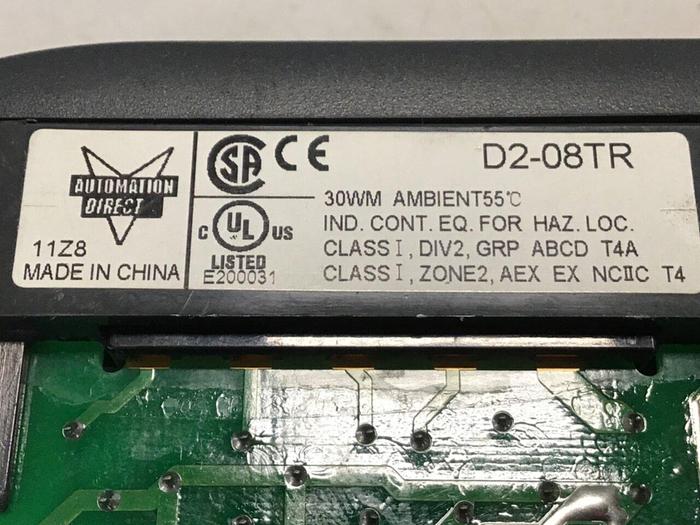 AUTOMATION
DIRECT
11Z8
MADE IN CHINA
SA CE
C UL US
LISTED
E200031
D2-08TR
30WM AMBIENT55℃
IND. CONT. EQ. FOR HAZ. LOC.
CLASS I, DIV2, GRP ABCD T4A
CLASS I, ZONE2, AEX EX NCⅡC T4